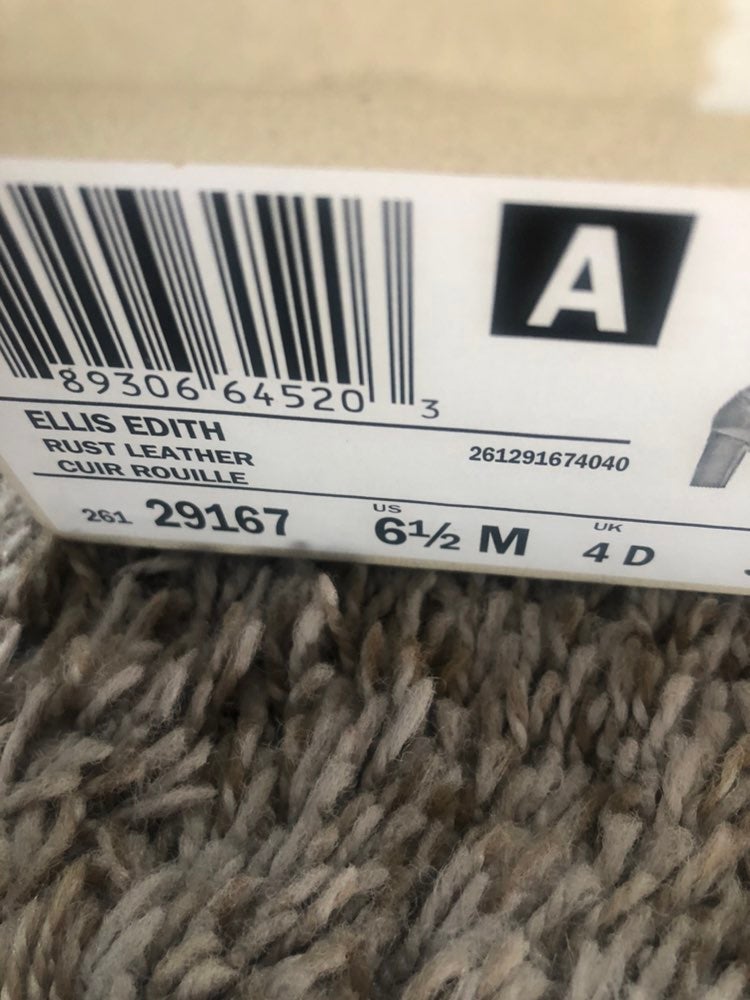 A
89306 64520 3
ELLIS EDITH
RUST LEATHER
261291674040
CUIR ROUILLE
US
UK
261 29167 6½ M 4 D